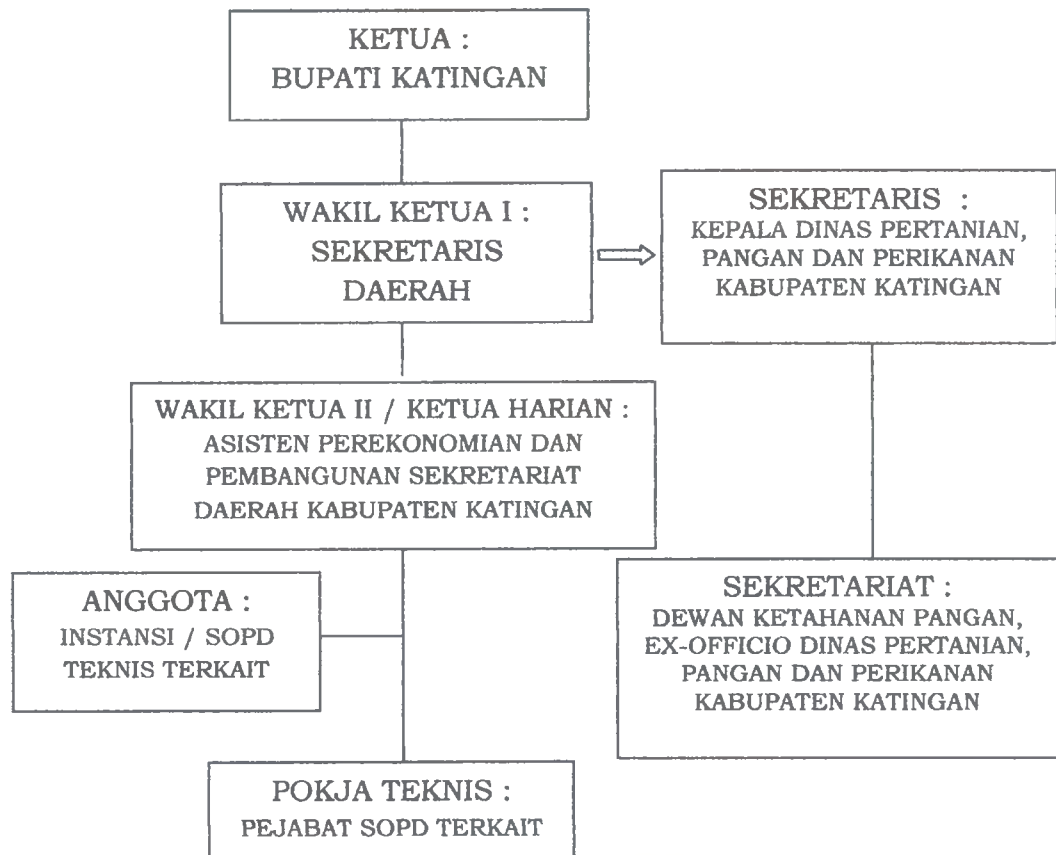 KETUA :
BUPATI KATINGAN
WAKIL KETUA I :
SEKRETARIS
DAERAH
SEKRETARIS :
KEPALA DINAS PERTANIAN,
PANGAN DAN PERIKANAN
KABUPATEN KATINGAN
WAKIL KETUA II / KETUA HARIAN :
ASISTEN PEREKONOMIAN DAN
PEMBANGUNAN SEKRETARIAT
DAERAH KABUPATEN KATINGAN
ANGGOTA :
INSTANSI / SOPD
TEKNIS TERKAIT
SEKRETARIAT :
DEWAN KETAHANAN PANGAN,
EX-OFFICIO DINAS PERTANIAN,
PANGAN DAN PERIKANAN
KABUPATEN KATINGAN
POKJA TEKNIS :
PEJABAT SOPD TERKAIT